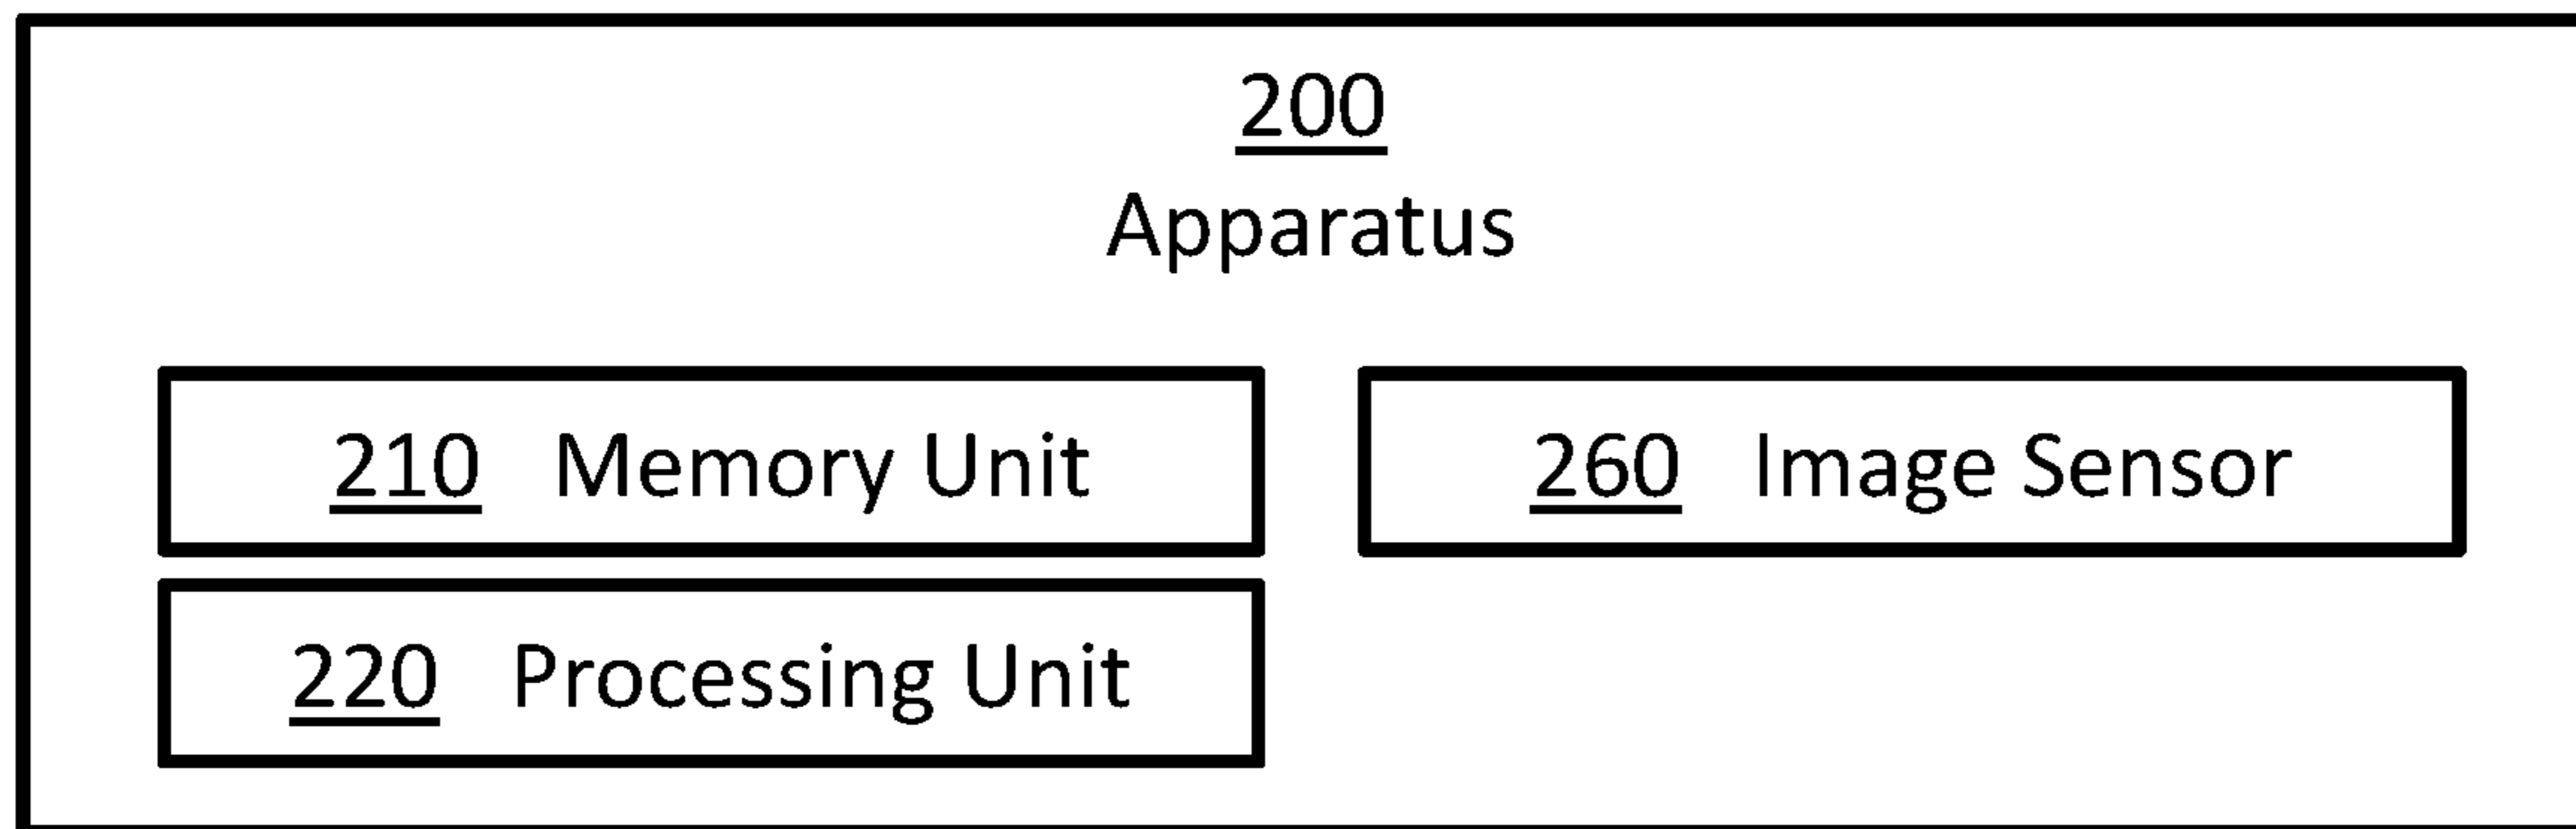 200
Apparatus
210 Memory Unit
260 Image Sensor
220 Processing Unit